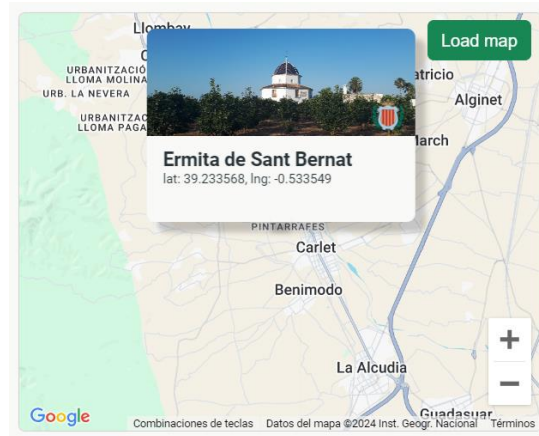 Llombay
Load map
URBANITZACIÓ
LLOMA MOLINA
URB. LA NEVERA
atricio
Alginet
URBANITZAC
LLOMA PAGA
March
Ermita de Sant Bernat
lat: 39.233568, lng: -0.533549
PINTARRAFES
Carlet
Benimodo
La Alcudia
+
−
Guadasuar
Google
Combinaciones de teclas
Datos del mapa ©2024 Inst. Geogr. Nacional
Términos